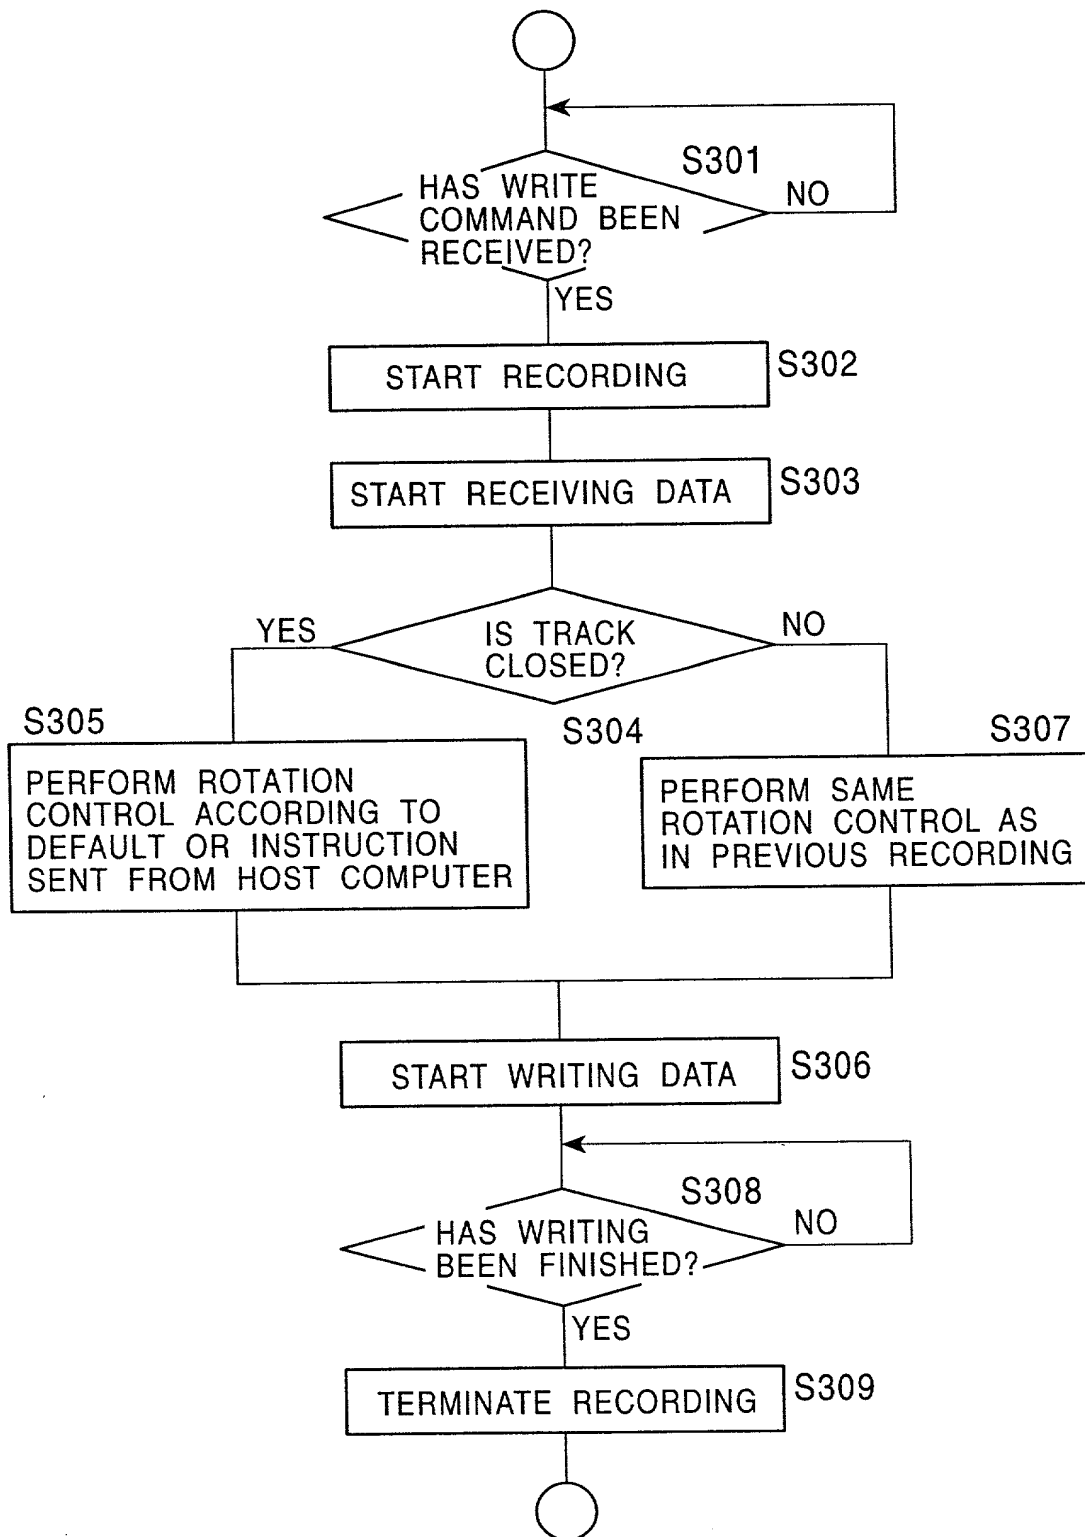 S301
HAS WRITE
COMMAND BEEN
RECEIVED?
NO
YES
START RECORDING
S302
START RECEIVING DATA
S303
YES
IS TRACK
CLOSED?
NO
S304
S305
PERFORM ROTATION
CONTROL ACCORDING TO
DEFAULT OR INSTRUCTION
SENT FROM HOST COMPUTER
S307
PERFORM SAME
ROTATION CONTROL AS
IN PREVIOUS RECORDING
START WRITING DATA
S306
S308
HAS WRITING
BEEN FINISHED?
NO
YES
TERMINATE RECORDING
S309